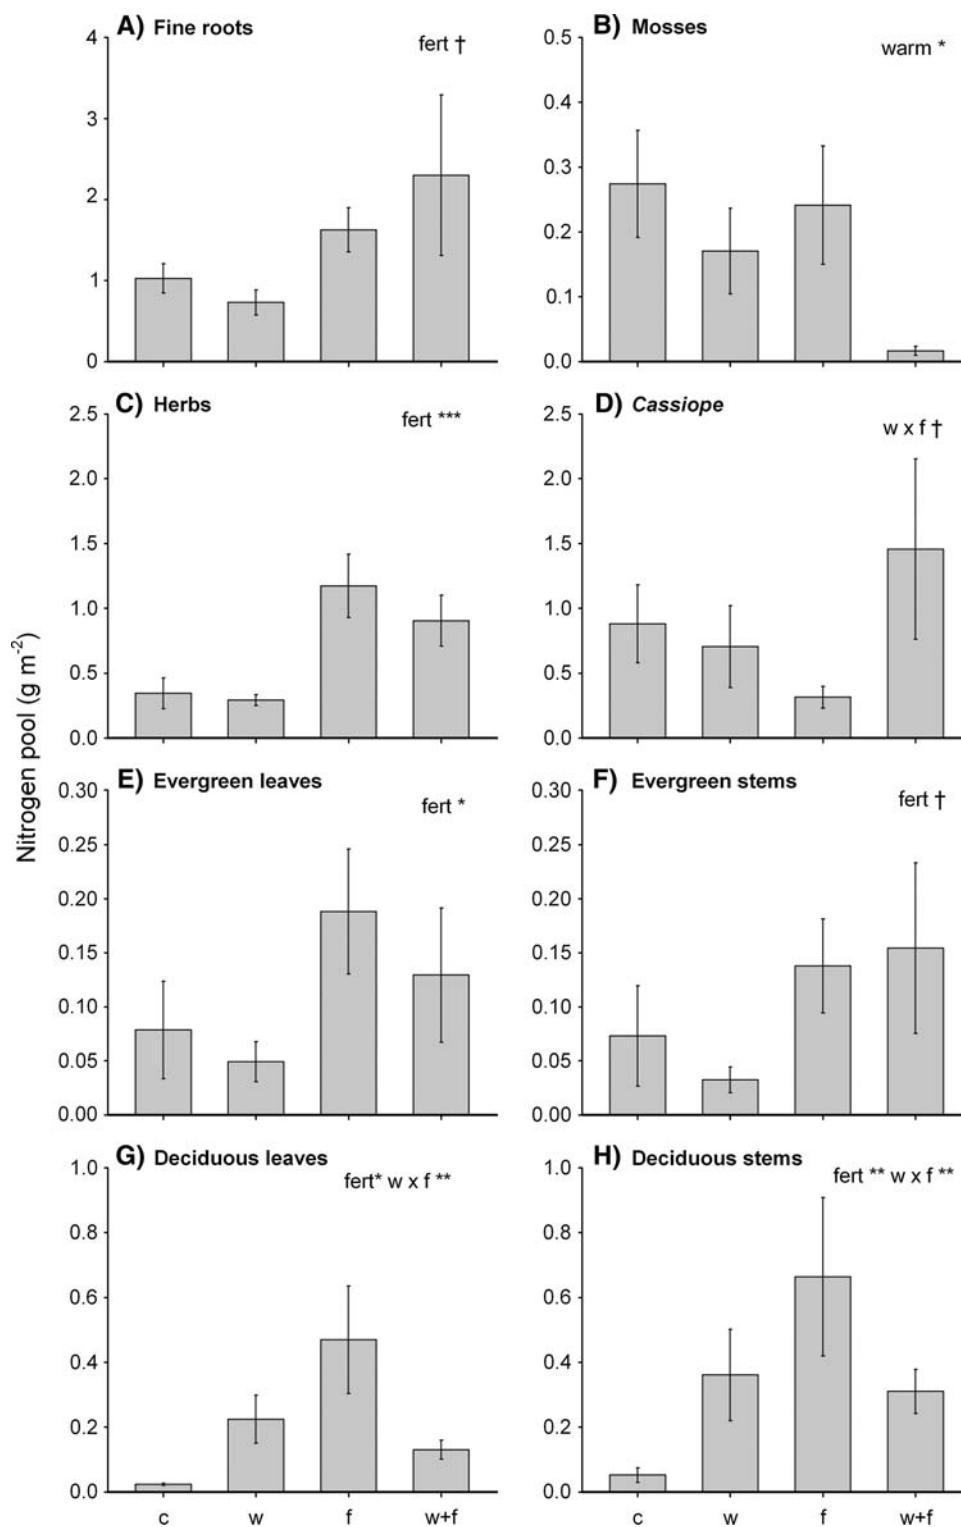 A) Fine roots
fert †
4
3
2
1
0
B) Mosses
warm *
0.5
0.4
0.3
0.2
0.1
0.0
C) Herbs
fert ***
2.5
2.0
1.5
1.0
0.5
0.0
D) Cassiope
w x f †
2.5
2.0
1.5
1.0
0.5
0.0
Nitrogen pool (g m⁻²)
E) Evergreen leaves
fert *
0.30
0.25
0.20
0.15
0.10
0.05
0.00
F) Evergreen stems
fert †
0.30
0.25
0.20
0.15
0.10
0.05
0.00
G) Deciduous leaves
fert* w x f **
1.0
0.8
0.6
0.4
0.2
0.0
c w f w+f
H) Deciduous stems
fert ** w x f **
1.0
0.8
0.6
0.4
0.2
0.0
c w f w+f